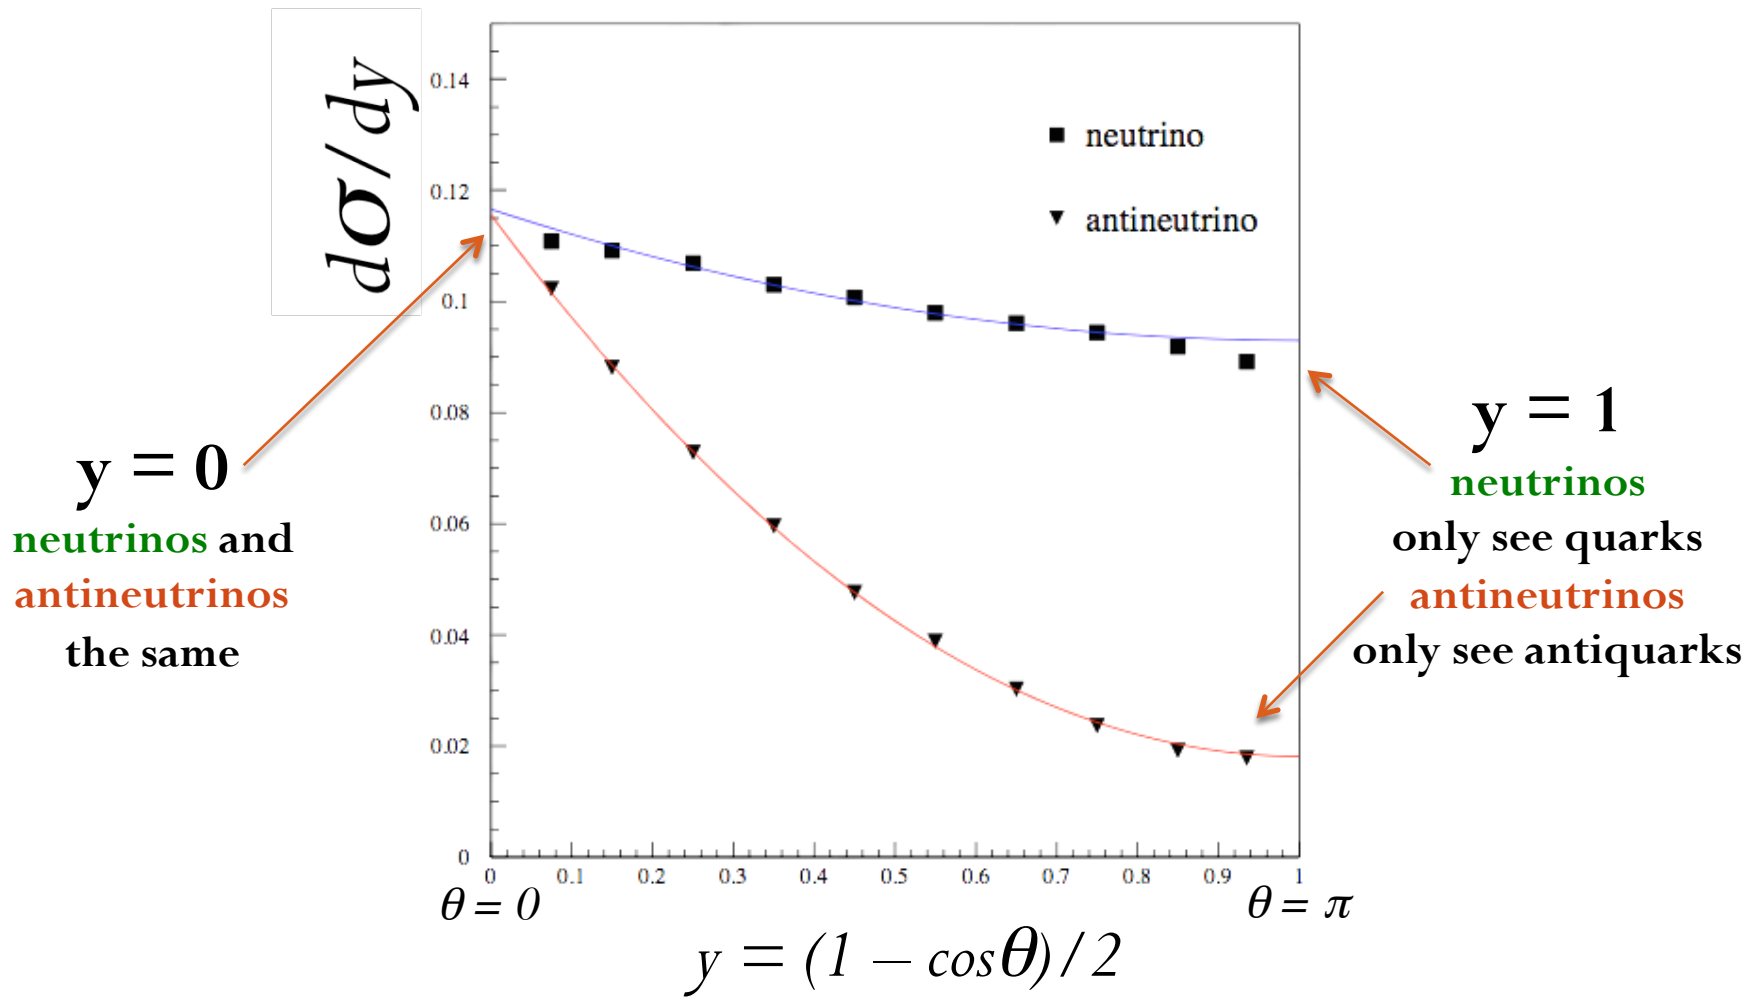 dσ/dy
0.14
0.12
0.1
0.08
0.06
0.04
0.02
0
neutrino
antineutrino
y = 0
neutrinos and
antineutrinos
the same
y = 1
neutrinos
only see quarks
antineutrinos
only see antiquarks
0 0.1 0.2 0.3 0.4 0.5 0.6 0.7 0.8 0.9 1
θ = 0 θ = π
y = (1 – cosθ)/2